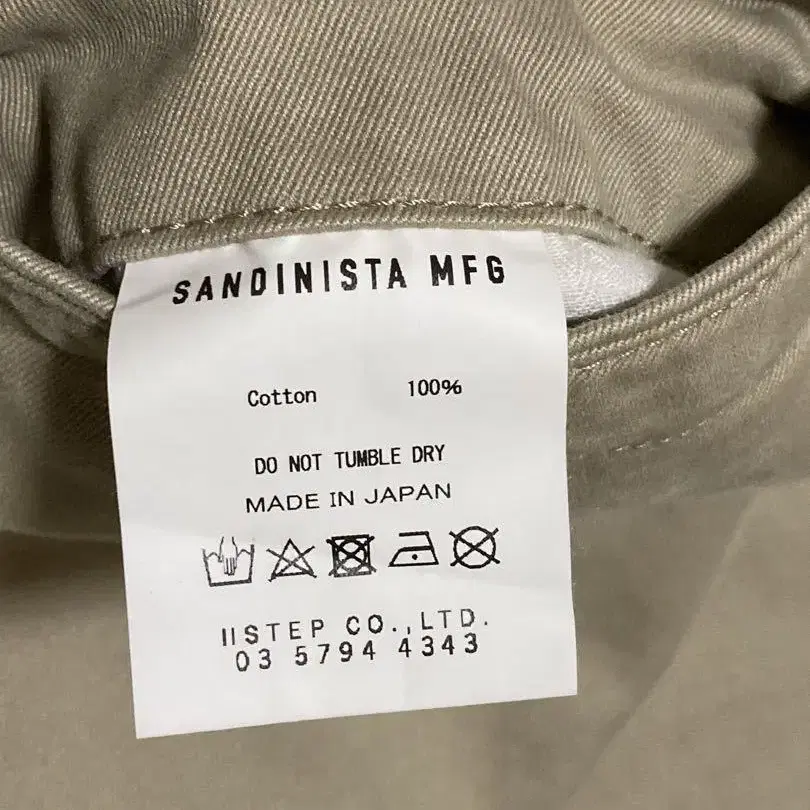 SANDINISTA MFG
Cotton 100%
DO NOT TUMBLE DRY
MADE IN JAPAN
IISTEP CO.,LTD.
03 5794 4343